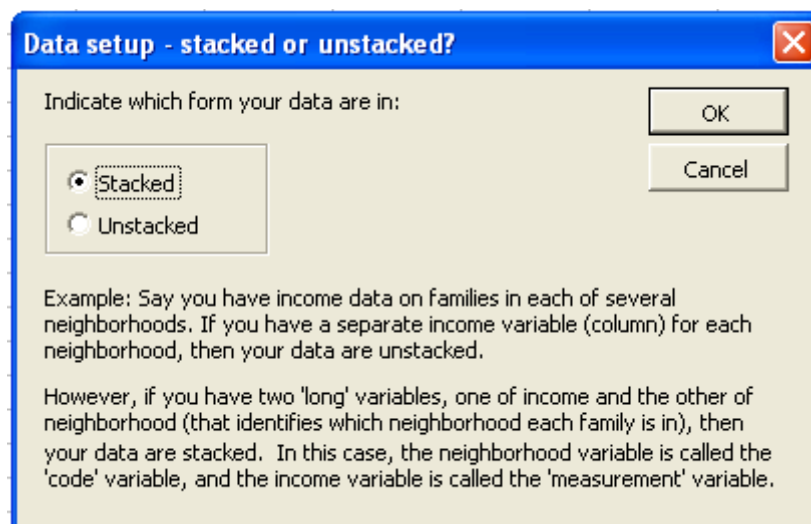 Data setup - stacked or unstacked?
Indicate which form your data are in:
OK
Cancel
Stacked
Unstacked
Example: Say you have income data on families in each of several
neighborhoods. If you have a separate income variable (column) for each
neighborhood, then your data are unstacked.
However, if you have two 'long' variables, one of income and the other of
neighborhood (that identifies which neighborhood each family is in), then
your data are stacked. In this case, the neighborhood variable is called the
'code' variable, and the income variable is called the 'measurement' variable.